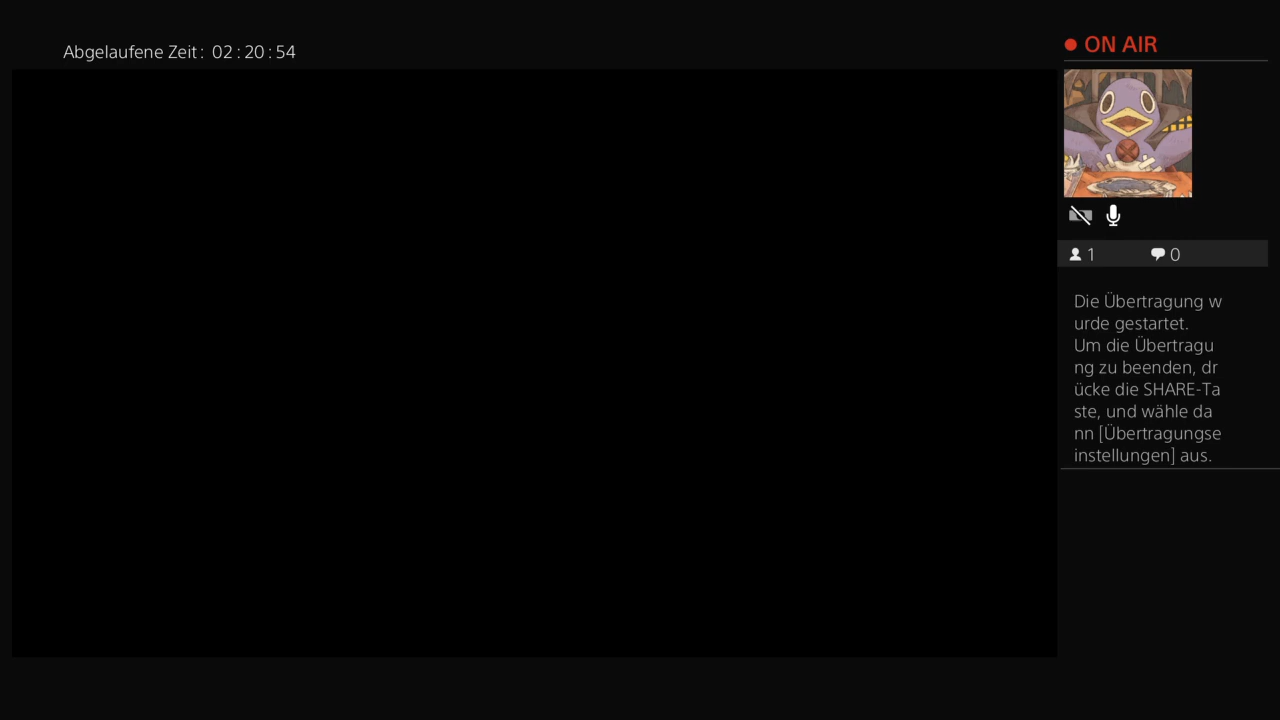 Abgelaufene Zeit: 02:20:54
ON AIR
1
0
Die Übertragung w
urde gestartet.
Um die Übertragu
ng zu beenden, dr
ücke die SHARE-Ta
ste, und wähle da
nn [Übertragungse
instellungen] aus.